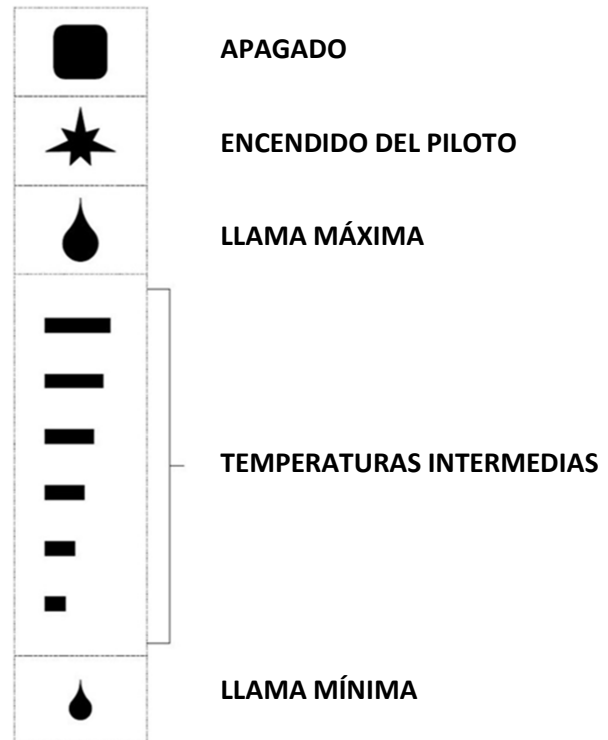 APAGADO
ENCENDIDO DEL PILOTO
LLAMA MÁXIMA
TEMPERATURAS INTERMEDIAS
LLAMA MÍNIMA